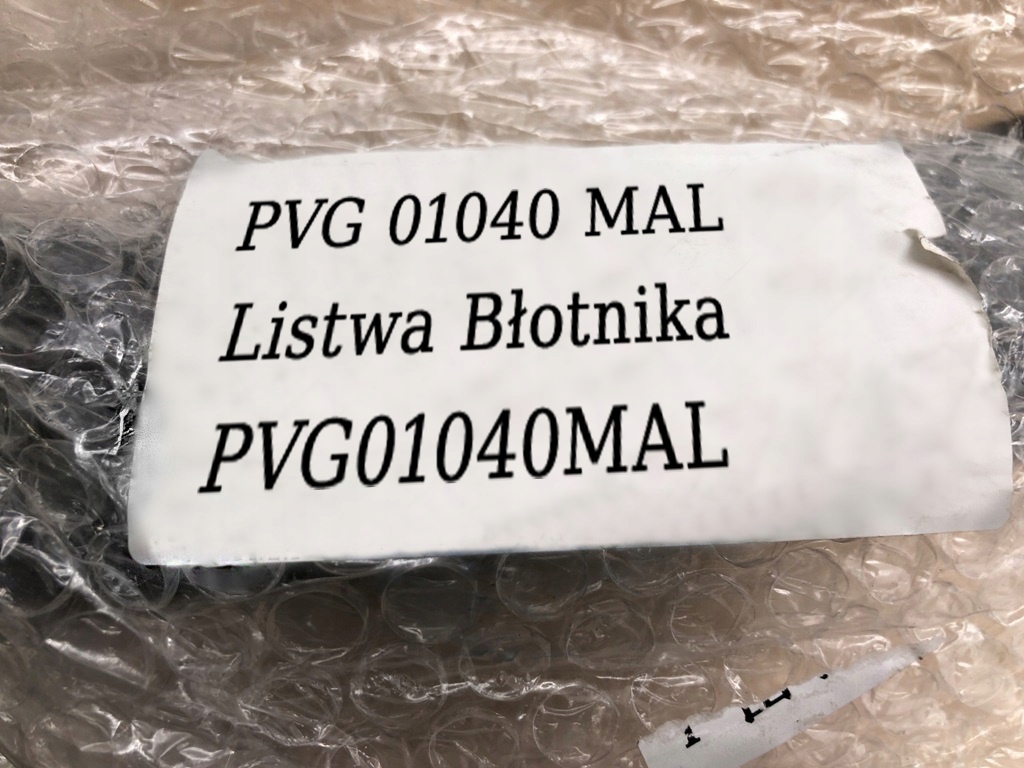 PVG 01040 MAL
Listwa Błotnika
PVG01040MAL